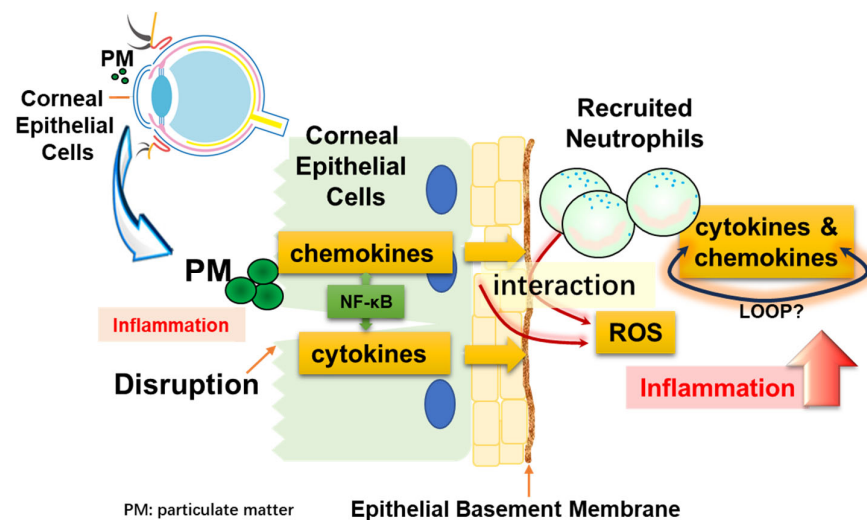 PM
Corneal
Epithelial
Cells
Corneal
Epithelial
Cells
Recruited
Neutrophils
PM
chemokines
NF-κB
cytokines
Inflammation
Disruption
interaction
ROS
cytokines &
chemokines
LOOP?
Inflammation
PM: particulate matter
Epithelial Basement Membrane